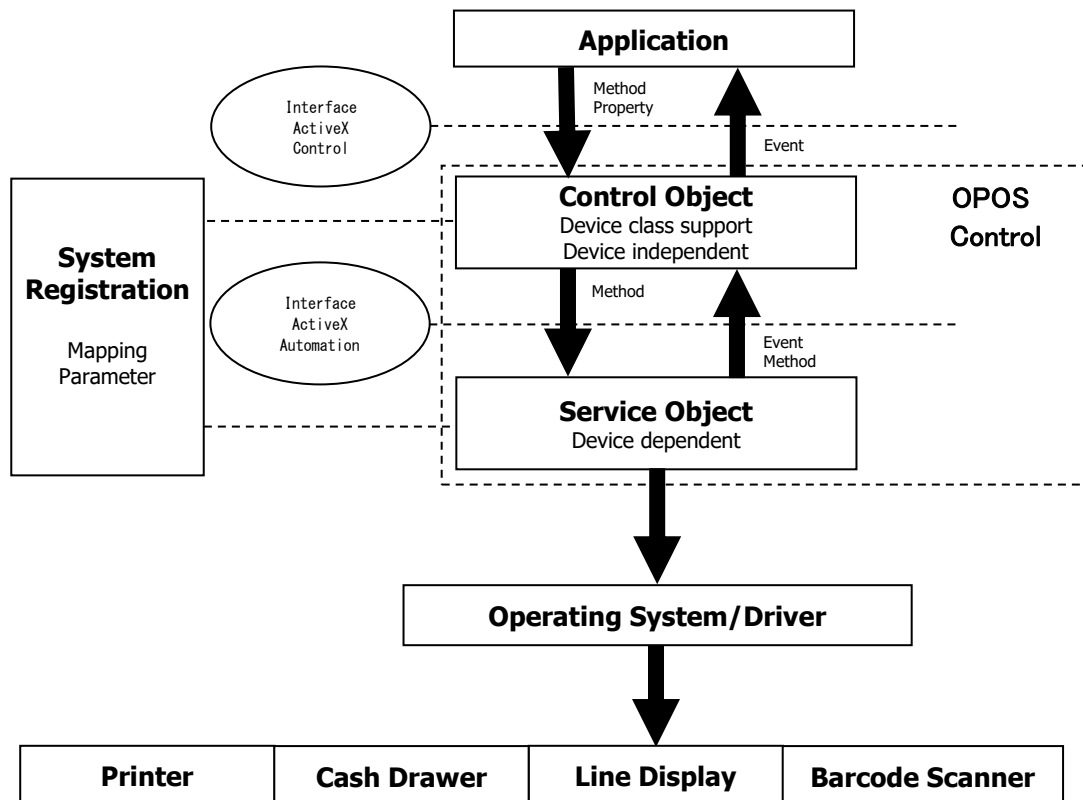 Application
Method
Property
Interface
ActiveX
Control
Event
Control Object
Device class support
Device independent
OPOS
Control
System
Registration
Mapping
Parameter
Interface
ActiveX
Automation
Method
Event
Method
Service Object
Device dependent
Operating System/Driver
Printer
Cash Drawer
Line Display
Barcode Scanner